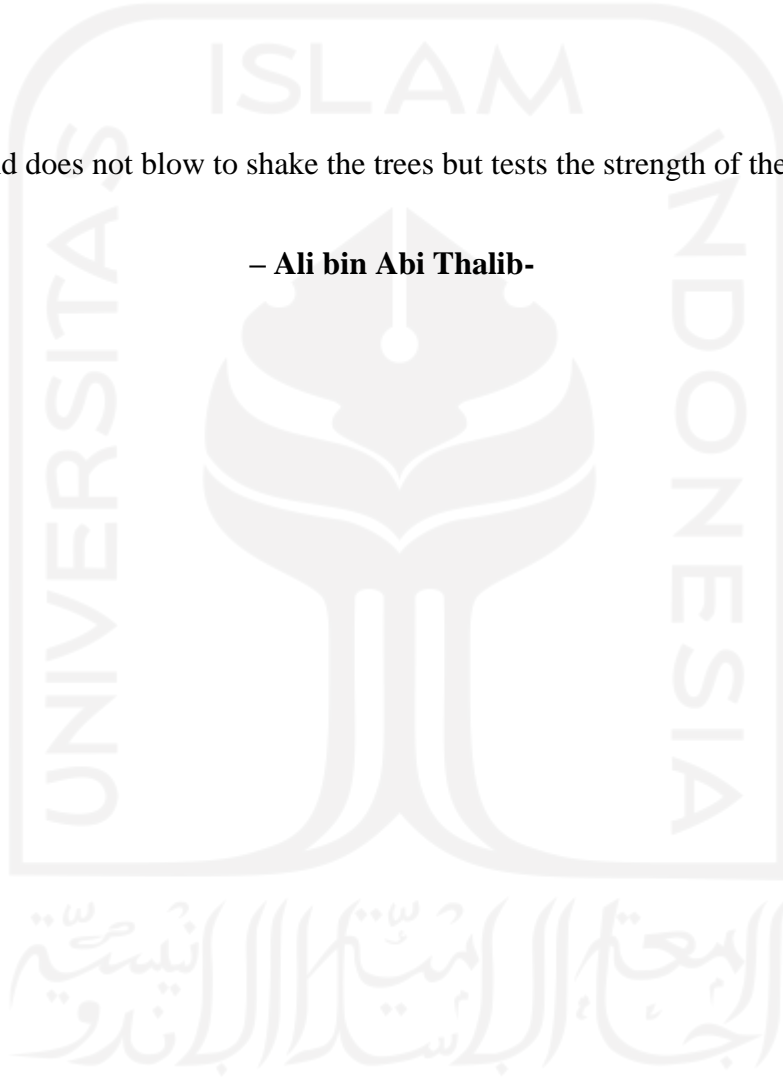 ISLAM
d does not blow to shake the trees but tests the strength of the
– Ali bin Abi Thalib-
UNIVERSITAS
INDONESIA